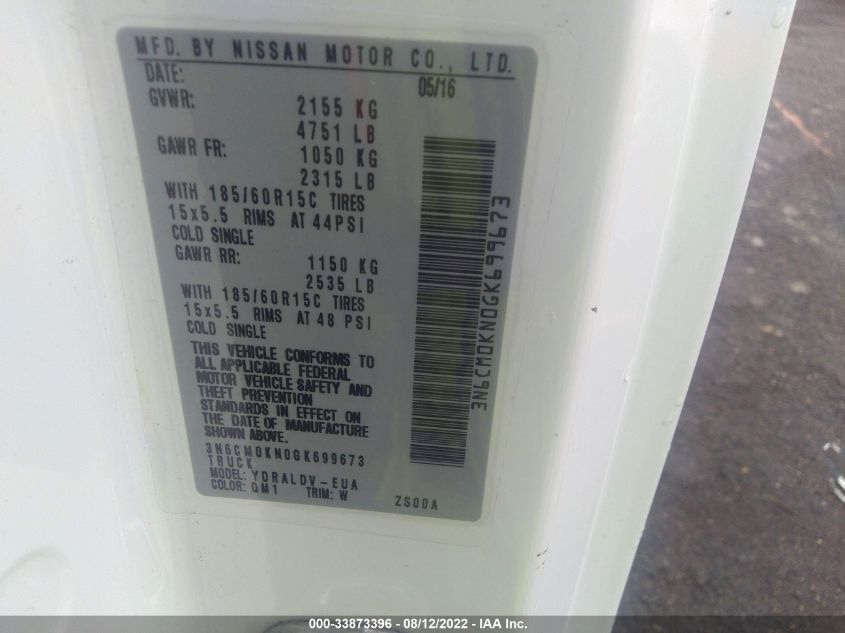 MFD. BY NISSAN MOTOR CO., LTD.
DATE: 05/16
GVWR: 2155 KG
4751 LB
GAWR FR: 1050 KG
2315 LB
WITH 185/60R15C TIRES
15x5.5 RIMS AT 44PSI
COLD SINGLE
GAWR RR: 1150 KG
2535 LB
WITH 185/60R15C TIRES
15x5.5 RIMS AT 48 PSI
COLD SINGLE
THIS VEHICLE CONFORMS TO
ALL APPLICABLE FEDERAL
MOTOR VEHICLE SAFETY AND
THEFT PREVENTION
STANDARDS IN EFFECT ON
THE DATE OF MANUFACTURE
SHOWN ABOVE.
3N6CM0KN0GK699673
TRUCK
MODEL: YDRALDV-EUA
COLOR: QM1 TRIM: W ZS00A
3N6CM0KN0GK699673
000-33873396 - 08/12/2022 - IAA Inc.